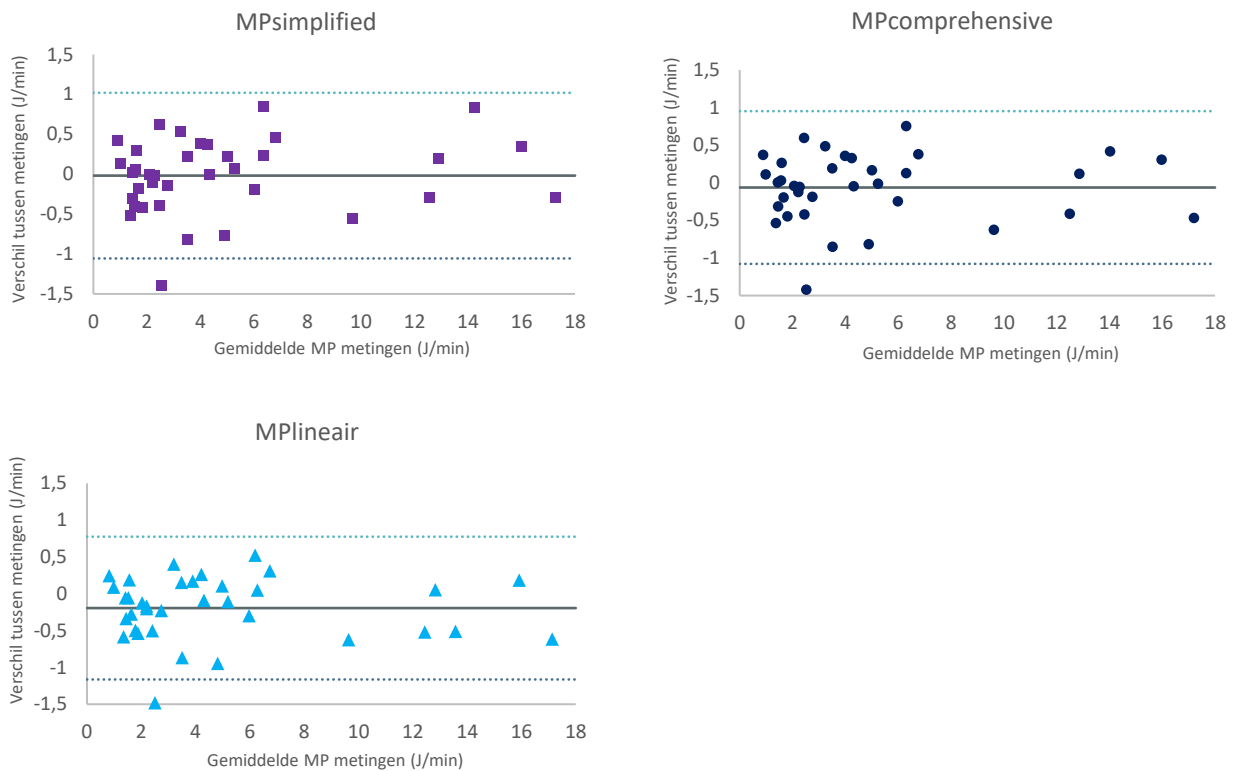 MPsimplified
Verschil tussen metingen (J/min)
1,5
1
0,5
0
-0,5
-1
-1,5
0 2 4 6 8 10 12 14 16 18
Gemiddelde MP metingen (J/min)
MPcomprehensive
Verschil tussen metingen (J/min)
1,5
1
0,5
0
-0,5
-1
-1,5
0 2 4 6 8 10 12 14 16 18
Gemiddelde MP metingen (J/min)
MPlineair
Verschil tussen metingen (J/min)
1,5
1
0,5
0
-0,5
-1
-1,5
0 2 4 6 8 10 12 14 16 18
Gemiddelde MP metingen (J/min)